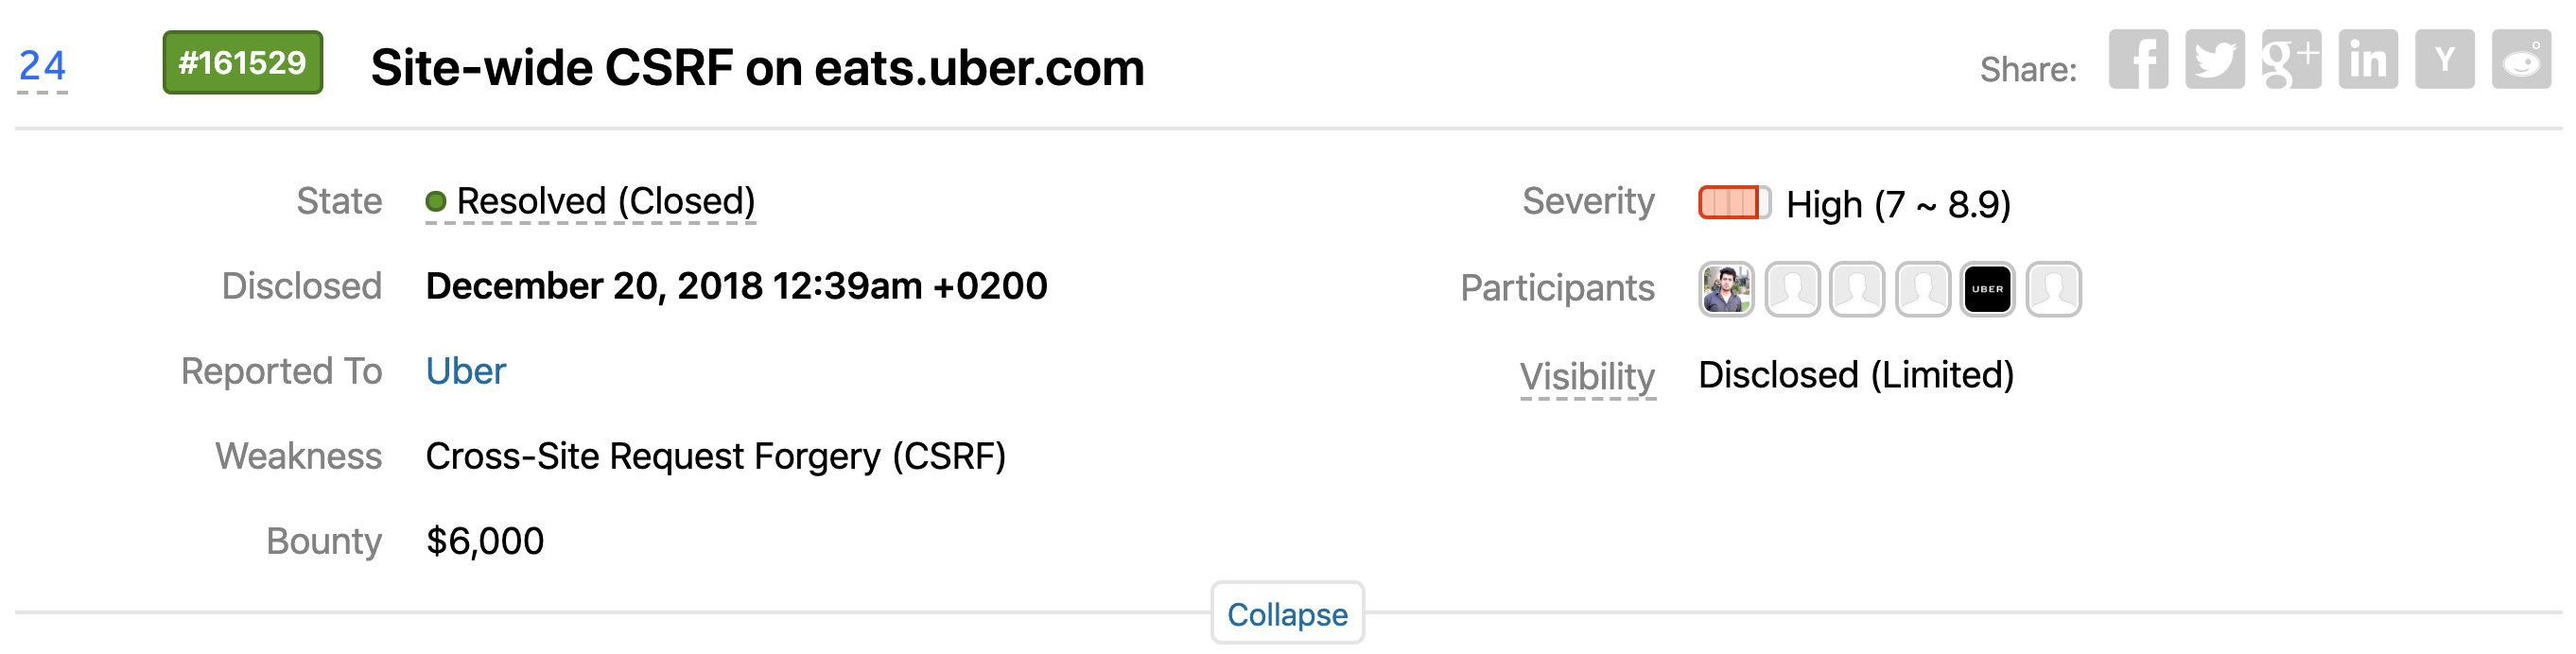 24 #161529 Site-wide CSRF on eats.uber.com Share: f g+ in Y
State Resolved (Closed)
Severity High (7 ~ 8.9)
Disclosed December 20, 2018 12:39am +0200
Participants UBER
Reported To Uber
Visibility Disclosed (Limited)
Weakness Cross-Site Request Forgery (CSRF)
Bounty $6,000
Collapse